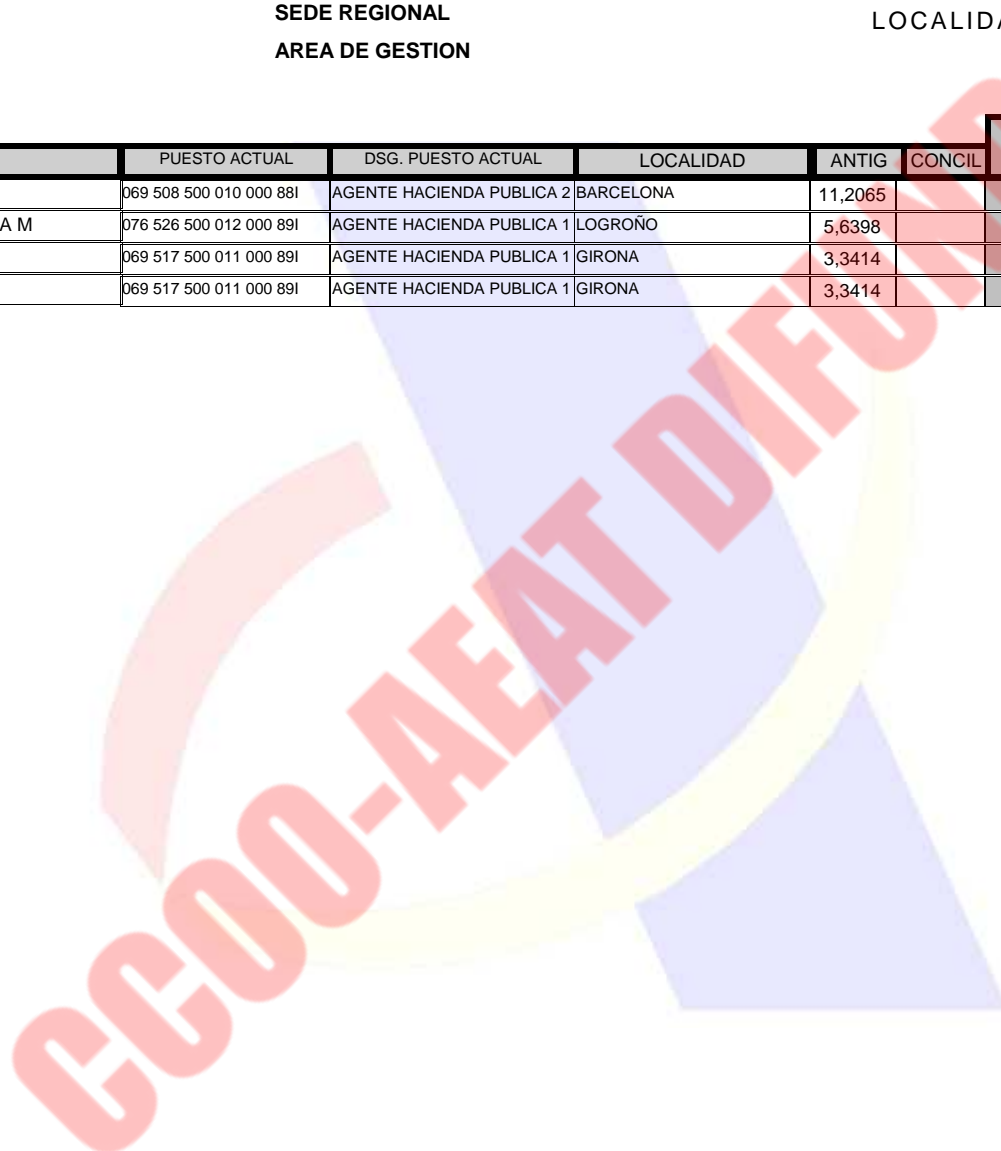 SEDE REGIONAL
LOCALIDA
AREA DE GESTION
PUESTO ACTUAL DSG. PUESTO ACTUAL LOCALIDAD ANTIG CONCIL
069 508 500 010 000 88I AGENTE HACIENDA PUBLICA 2 BARCELONA 11,2065
A M 076 526 500 012 000 89I AGENTE HACIENDA PUBLICA 1 LOGROÑO 5,6398
069 517 500 011 000 89I AGENTE HACIENDA PUBLICA 1 GIRONA 3,3414
069 517 500 011 000 89I AGENTE HACIENDA PUBLICA 1 GIRONA 3,3414
CCOO-AEAT DIFUN